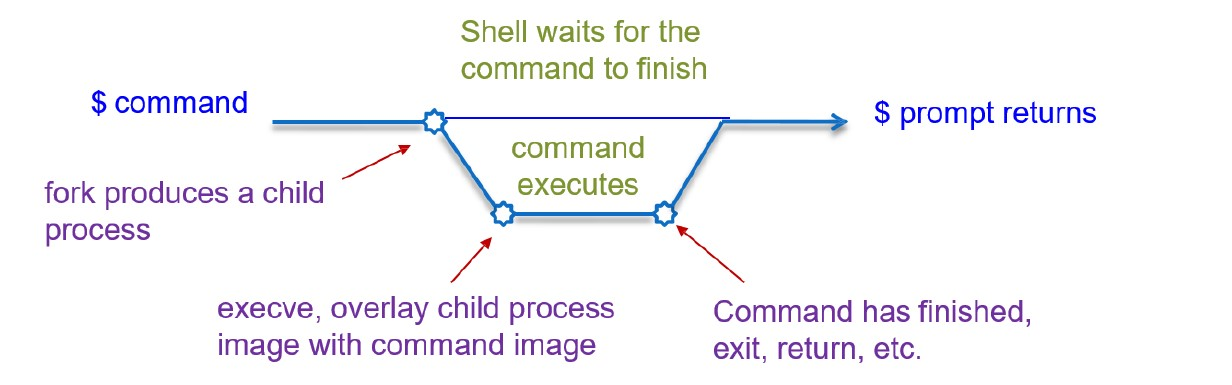 Shell waits for the
command to finish
$ command
$ prompt returns
command
executes
fork produces a child
process
execve, overlay child process
image with command image
Command has finished,
exit, return, etc.